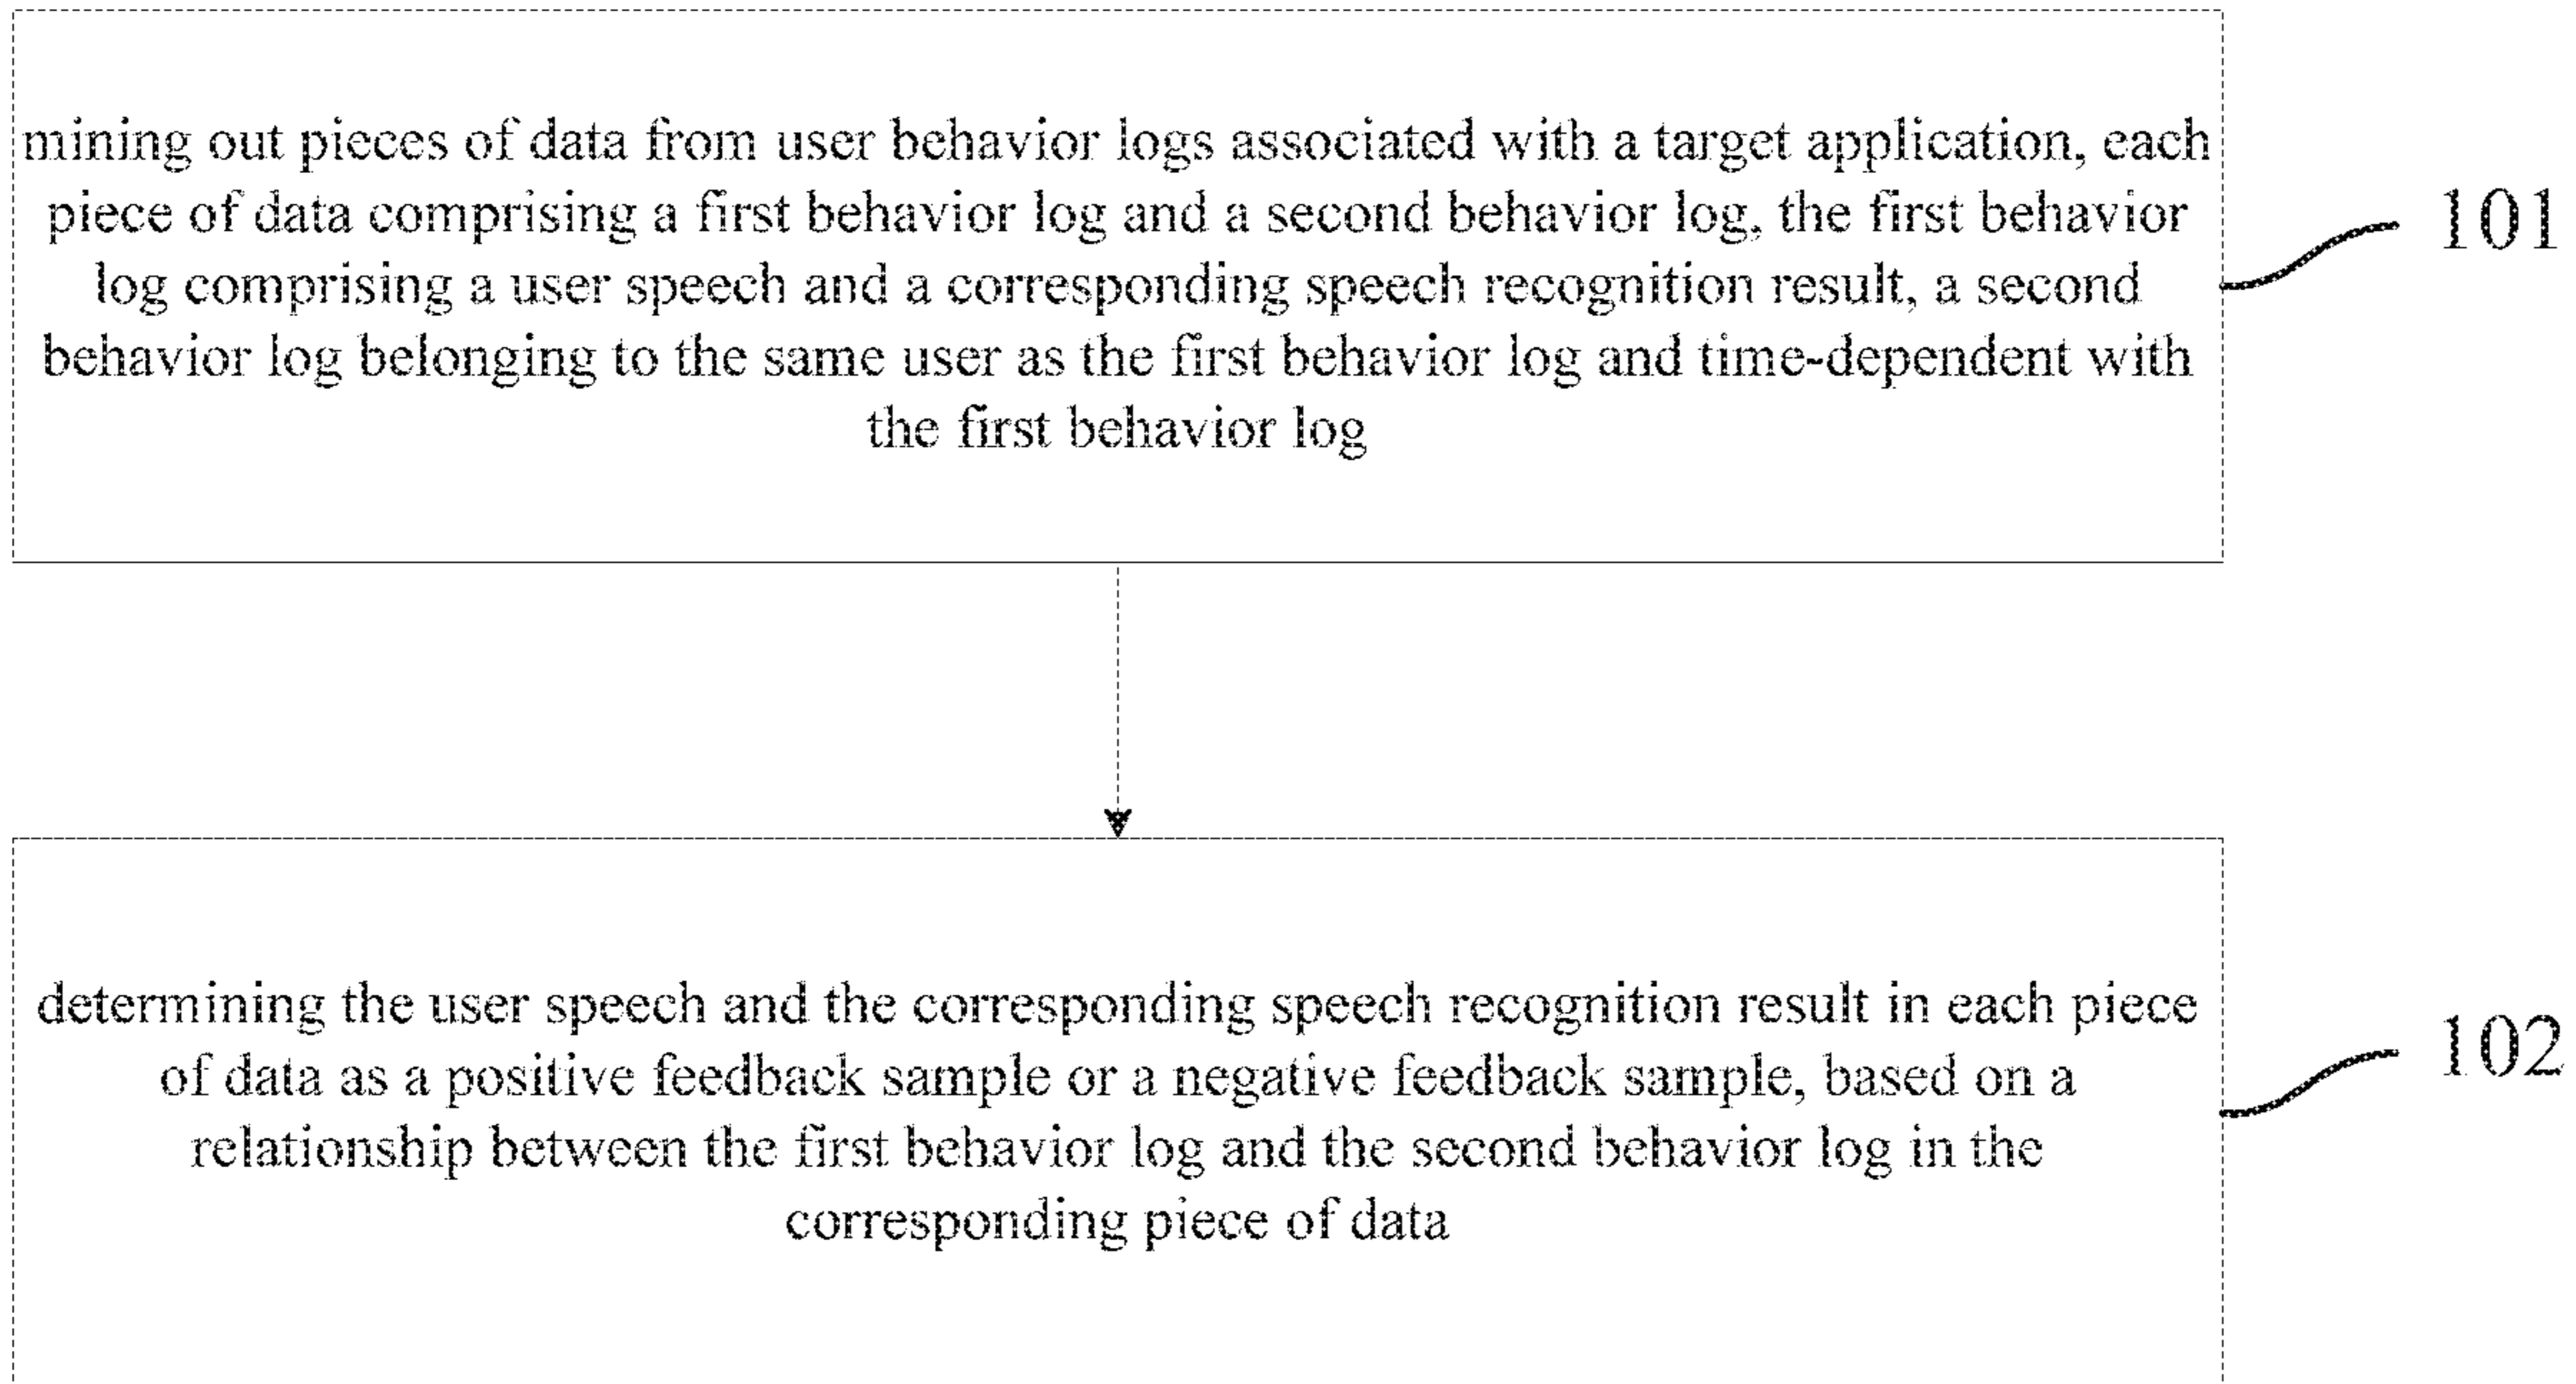 mining out pieces of data from user behavior logs associated with a target application, each
piece of data comprising a first behavior log and a second behavior log, the first behavior
log comprising a user speech and a corresponding speech recognition result, a second
behavior log belonging to the same user as the first behavior log and time-dependent with
the first behavior log
101
determining the user speech and the corresponding speech recognition result in each piece
of data as a positive feedback sample or a negative feedback sample, based on a
relationship between the first behavior log and the second behavior log in the
corresponding piece of data
102